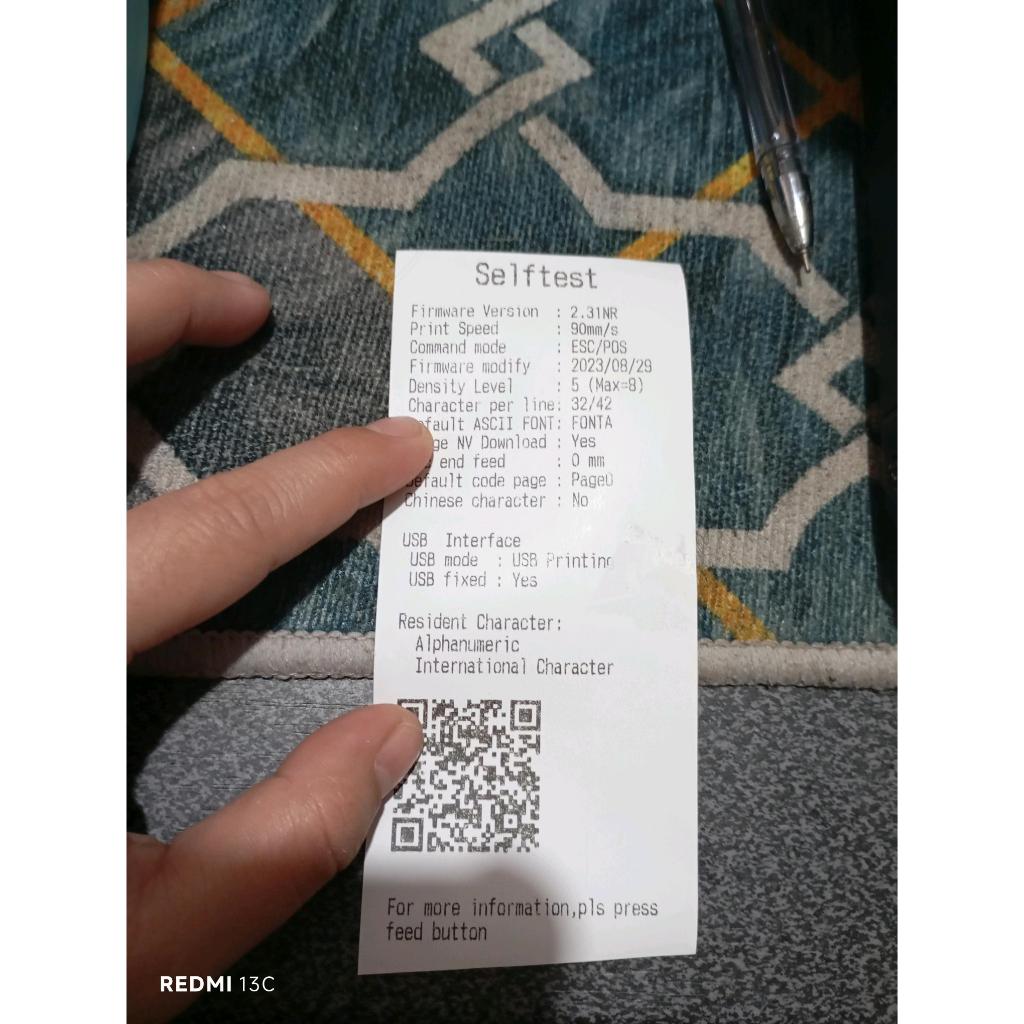 Selftest
Firmware Version : 2.31NR
Print Speed : 90mm/s
Command mode : ESC/POS
Firmware modify : 2023/08/29
Density Level : 5 (Max=8)
Character per line: 32/42
ASCII FONT: FONTA
NV Download : Yes
end feed : 0 mm
Default code page : Page0
Chinese character : No
USB Interface
USB mode : USB Printing
USB fixed : Yes
Resident Character:
Alphanumeric
International Character
For more information,pls press
feed button
REDMI 13C